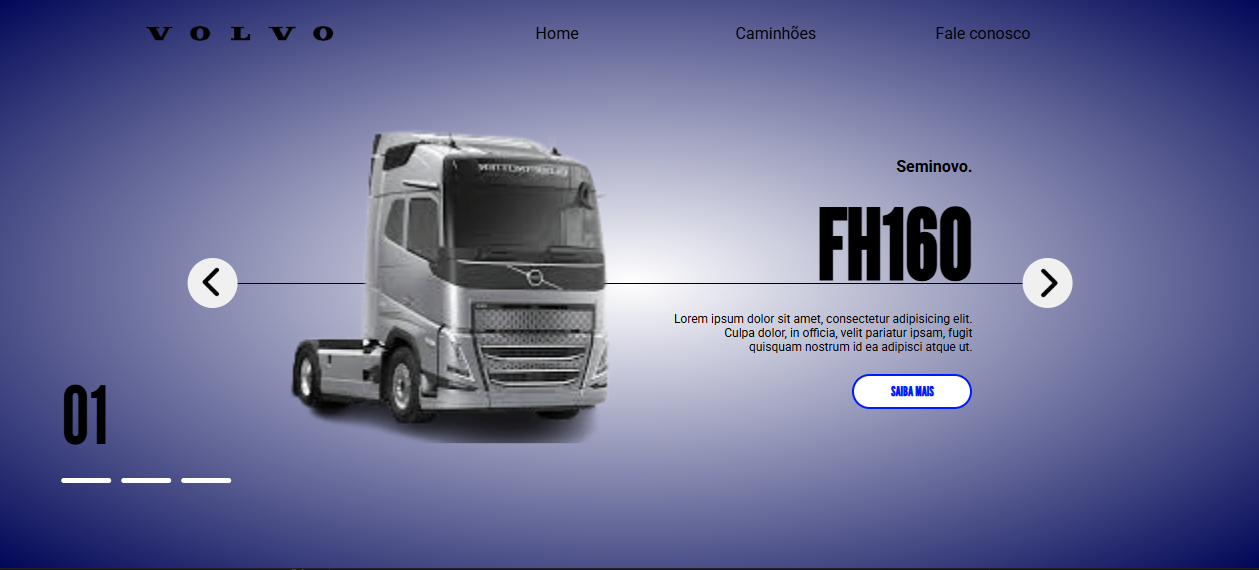 VOLVO
Home
Caminhões
Fale conosco
Seminovo.
FH160
Lorem ipsum dolor sit amet, consectetur adipisicing elit.
Culpa dolor, in officia, velit pariatur ipsam, fugit
quisquam nostrum id ea adipisci atque ut.
SAIBA MAIS
01